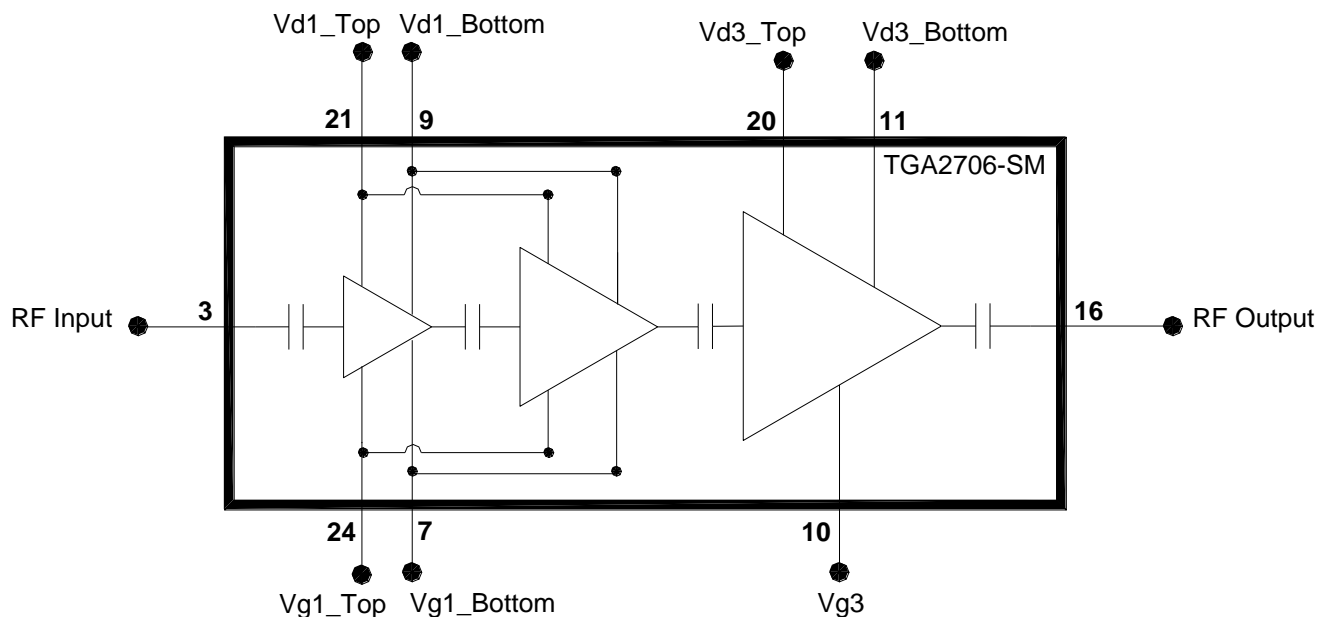 Vd1_Top Vd1_Bottom
Vd3_Top Vd3_Bottom
21 9 20 11
TGA2706-SM
RF Input 3 16 RF Output
24 7 10
Vg1_Top Vg1_Bottom Vg3